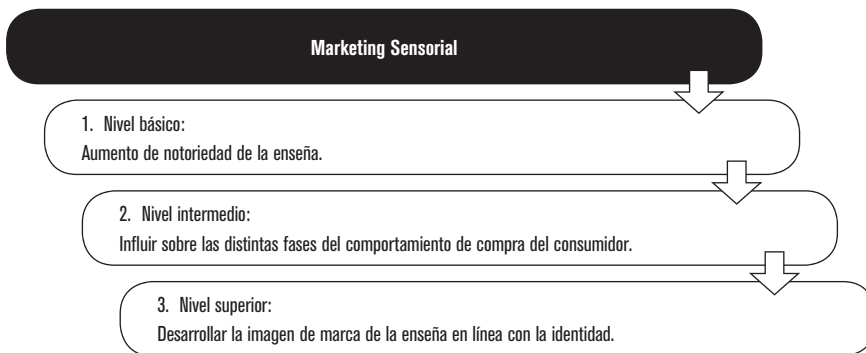 Marketing Sensorial
1. Nivel básico:
Aumento de notoriedad de la enseña.
2. Nivel intermedio:
Influir sobre las distintas fases del comportamiento de compra del consumidor.
3. Nivel superior:
Desarrollar la imagen de marca de la enseña en línea con la identidad.